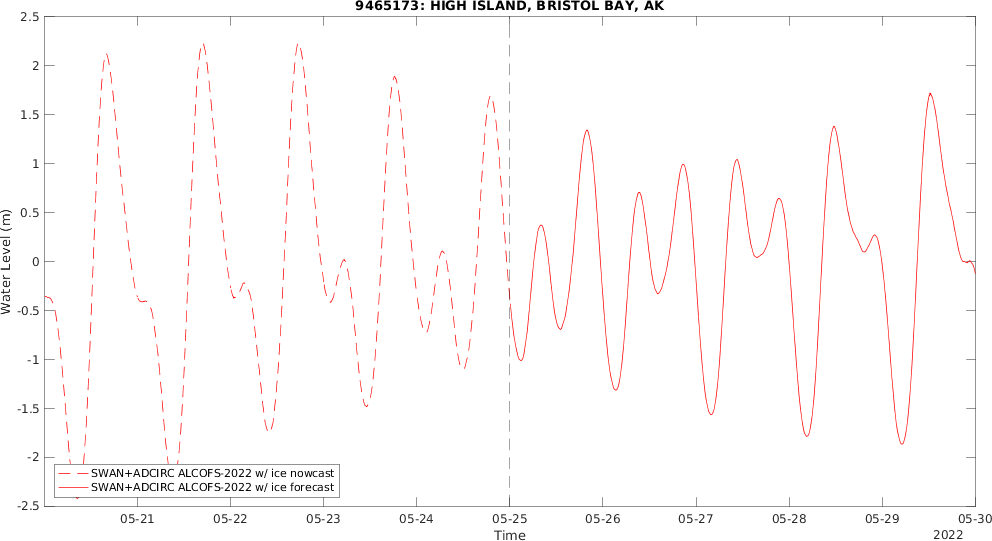 9465173: HIGH ISLAND, BRISTOL BAY, AK
2.5
2
1.5
1
0.5
0
-0.5
-1
-1.5
-2
-2.5
Water Level (m)
SWAN+ADCIRC ALCOFS-2022 w/ ice nowcast
SWAN+ADCIRC ALCOFS-2022 w/ ice forecast
05-21 05-22 05-23 05-24 05-25 05-26 05-27 05-28 05-29 05-30
Time
2022